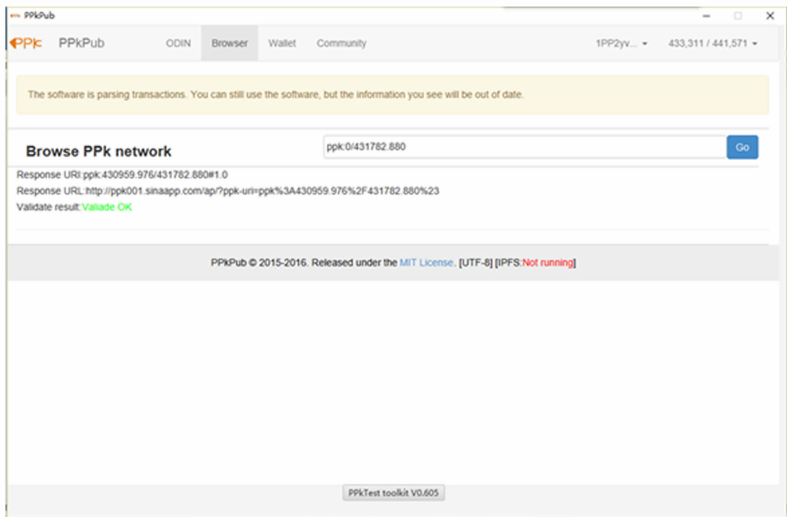 PPkPub
PPk PPkPub ODIN Browser Wallet Community 1PP2yv... 433,311 / 441,571
The software is parsing transactions. You can still use the software, but the information you see will be out of date.
Browse PPk network ppk:0/431782.880 Go
Response URI:ppk:430959.976/431782.880#1.0
Response URL:http://ppk001.sinaapp.com/ap/?ppk-uri=ppk%3A430959.976%2F431782.880%23
Validate result:Valiade OK
PPkPub © 2015-2016. Released under the MIT License. [UTF-8] [IPFS:Not running]
PPkTest toolkit V0.605